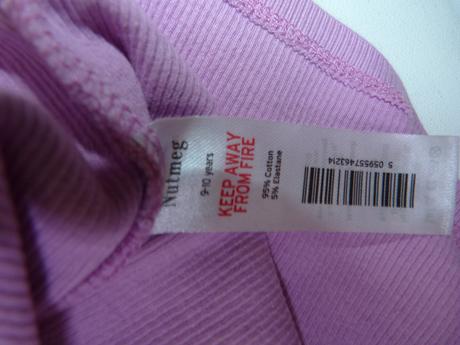 Nutmeg
9-10 years
KEEP AWAY
FROM FIRE
95% Cotton
5% Elastane
5 059557 463214